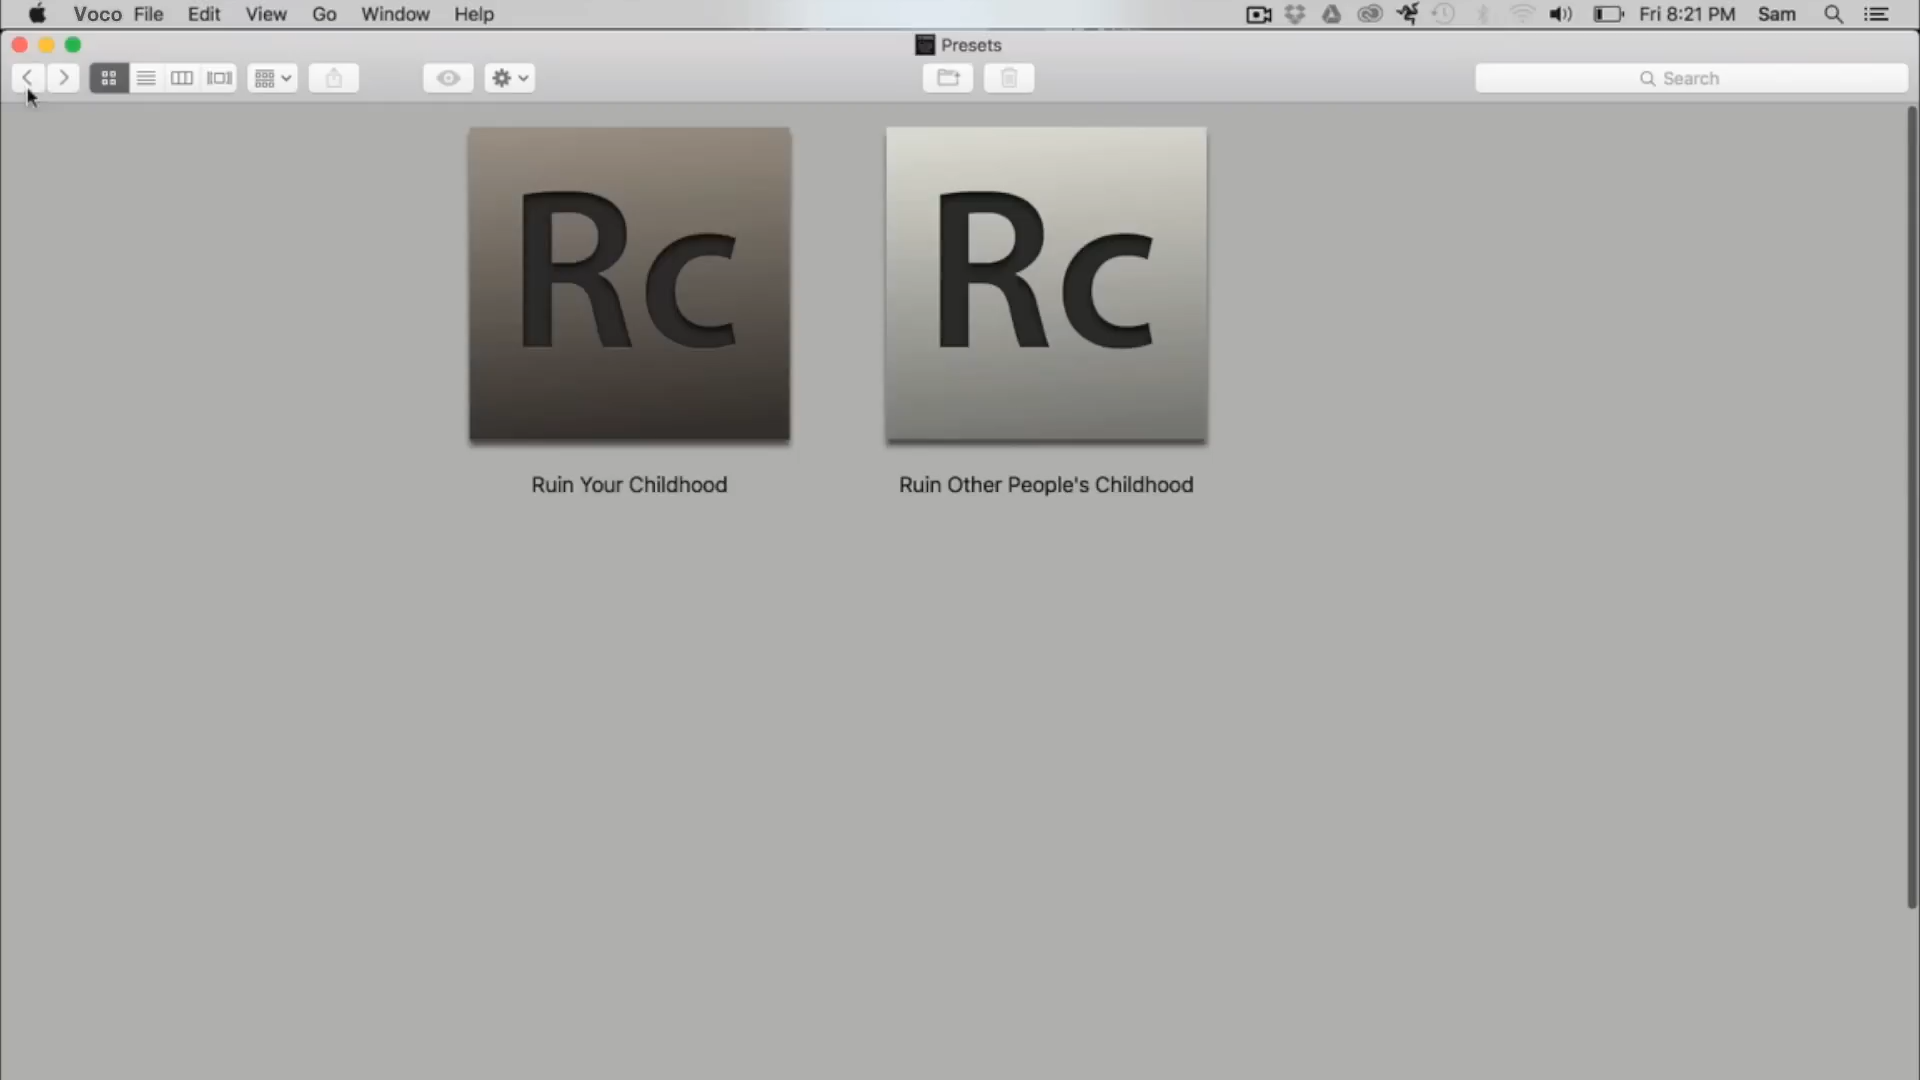 Voco File Edit View Go Window Help Fri 8:21 PM Sam
Presets
Search
Rc Rc
Ruin Your Childhood Ruin Other People's Childhood